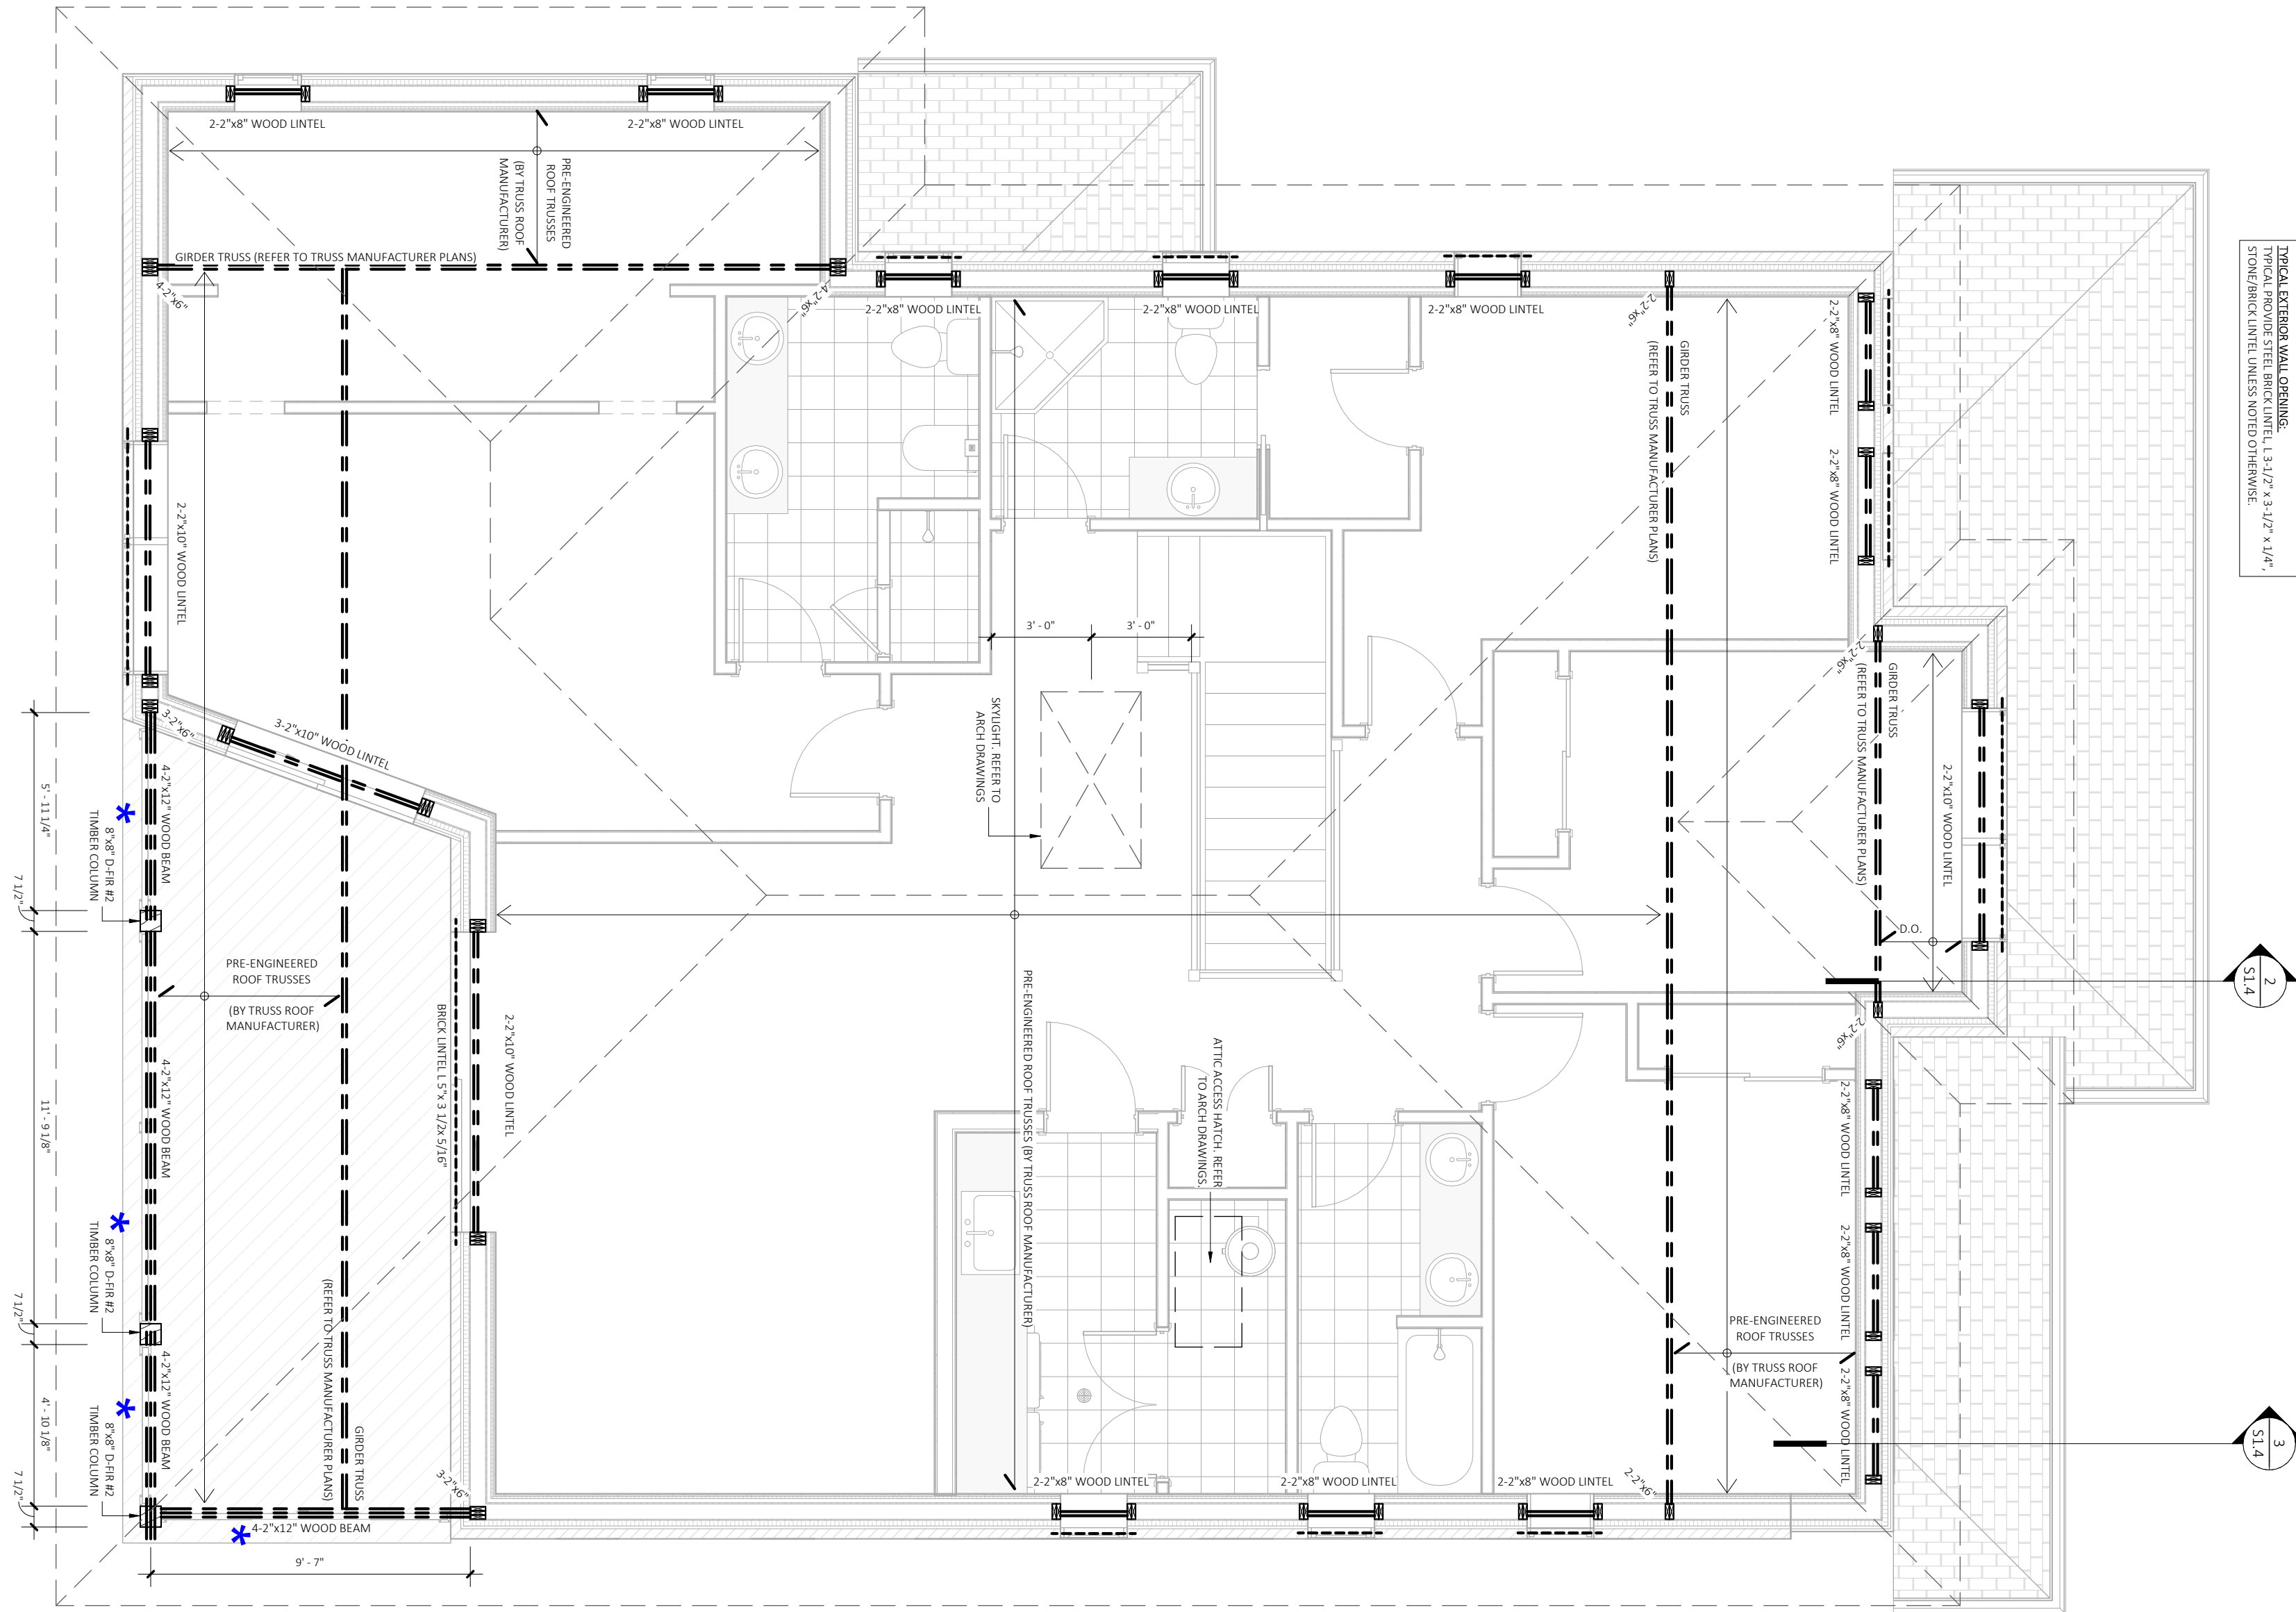 TYPICAL EXTERIOR WALL OPENING:
TYPICAL PROVIDE STEEL BRICK LINTEL, L 3-1/2" x 3-1/2" x 1/4",
STONE/BRICK LINTEL UNLESS NOTED OTHERWISE.
2-2"x8" WOOD LINTEL
2-2"x8" WOOD LINTEL
PRE-ENGINEERED
ROOF TRUSSES
(BY TRUSS ROOF
MANUFACTURER)
GIRDER TRUSS (REFER TO TRUSS MANUFACTURER PLANS)
4-2"x6"
4-2"x6"
2-2"x8" WOOD LINTEL
2-2"x8" WOOD LINTEL
2-2"x8" WOOD LINTEL
2-2"x6"
GIRDER TRUSS
(REFER TO TRUSS MANUFACTURER PLANS)
2-2"x8" WOOD LINTEL
2-2"x8" WOOD LINTEL
2-2"x10" WOOD LINTEL
3' - 0"
3' - 0"
SKYLIGHT. REFER TO
ARCH DRAWINGS
2-2"x6"
GIRDER TRUSS
(REFER TO TRUSS MANUFACTURER PLANS)
2-2"x10" WOOD LINTEL
D.O.
2
S1.4
2-2"x6"
3-2"x6"
3-2"x10" WOOD LINTEL
4-2"x12" WOOD BEAM
5' - 11 1/4"
*
8"x8" D-FIR #2
TIMBER COLUMN
7 1/2"
PRE-ENGINEERED
ROOF TRUSSES
(BY TRUSS ROOF
MANUFACTURER)
BRICK LINTEL L 5"x 3 1/2x 5/16"
2-2"x10" WOOD LINTEL
PRE-ENGINEERED ROOF TRUSSES (BY TRUSS ROOF MANUFACTURER)
ATTIC ACCESS HATCH. REFER
TO ARCH DRAWINGS.
4-2"x12" WOOD BEAM
11' - 9 1/8"
*
8"x8" D-FIR #2
TIMBER COLUMN
7 1/2"
2-2"x8" WOOD LINTEL
2-2"x8" WOOD LINTEL
2-2"x8" WOOD LINTEL
PRE-ENGINEERED
ROOF TRUSSES
(BY TRUSS ROOF
MANUFACTURER)
3
S1.4
4-2"x12" WOOD BEAM
4' - 10 1/8"
*
8"x8" D-FIR #2
TIMBER COLUMN
7 1/2"
GIRDER TRUSS
(REFER TO TRUSS MANUFACTURER PLANS)
3-2"x6"
2-2"x8" WOOD LINTEL
2-2"x8" WOOD LINTEL
2-2"x8" WOOD LINTEL
2-2"x6"
* 4-2"x12" WOOD BEAM
9' - 7"